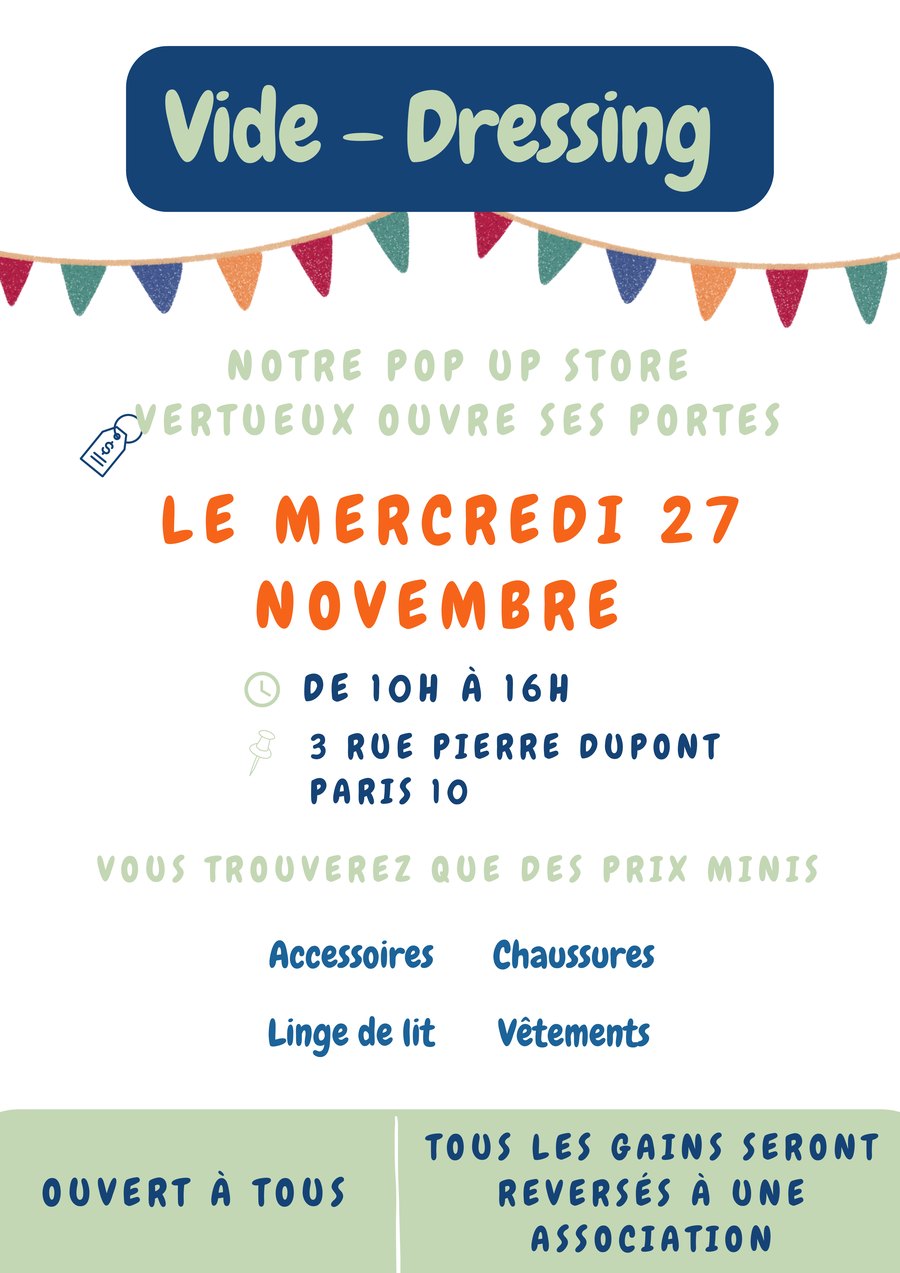 Vide - Dressing
NOTRE POP UP STORE
VERTUEUX OUVRE SES PORTES
LE MERCREDI 27
NOVEMBRE
DE 10H À 16H
3 RUE PIERRE DUPONT
PARIS 10
VOUS TROUVEREZ QUE DES PRIX MINIS
Accessoires Chaussures
Linge de lit Vêtements
OUVERT À TOUS
TOUS LES GAINS SERONT
REVERSÉS À UNE
ASSOCIATION